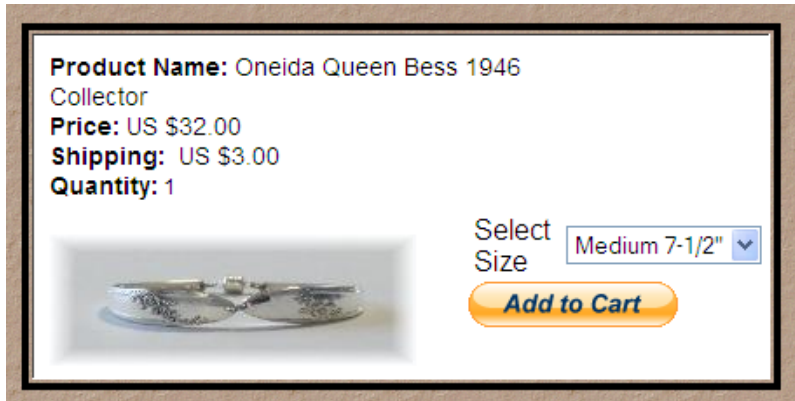 Product Name: Oneida Queen Bess 1946
Collector
Price: US $32.00
Shipping: US $3.00
Quantity: 1
Select
Size
Medium 7-1/2"
Add to Cart